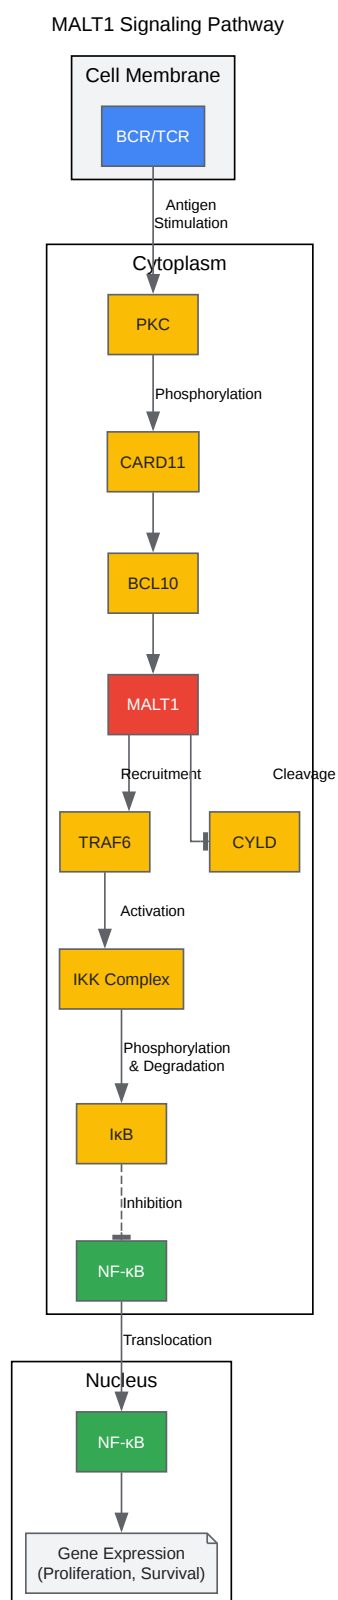 MALT1 Signaling Pathway
Cell Membrane
BCR/TCR
Antigen
Stimulation
Cytoplasm
PKC
Phosphorylation
CARD11
BCL10
MALT1
Recruitment
Cleavage
TRAF6
CYLD
Activation
IKK Complex
Phosphorylation
& Degradation
IκB
Inhibition
NF-κB
Translocation
Nucleus
NF-κB
Gene Expression
(Proliferation, Survival)